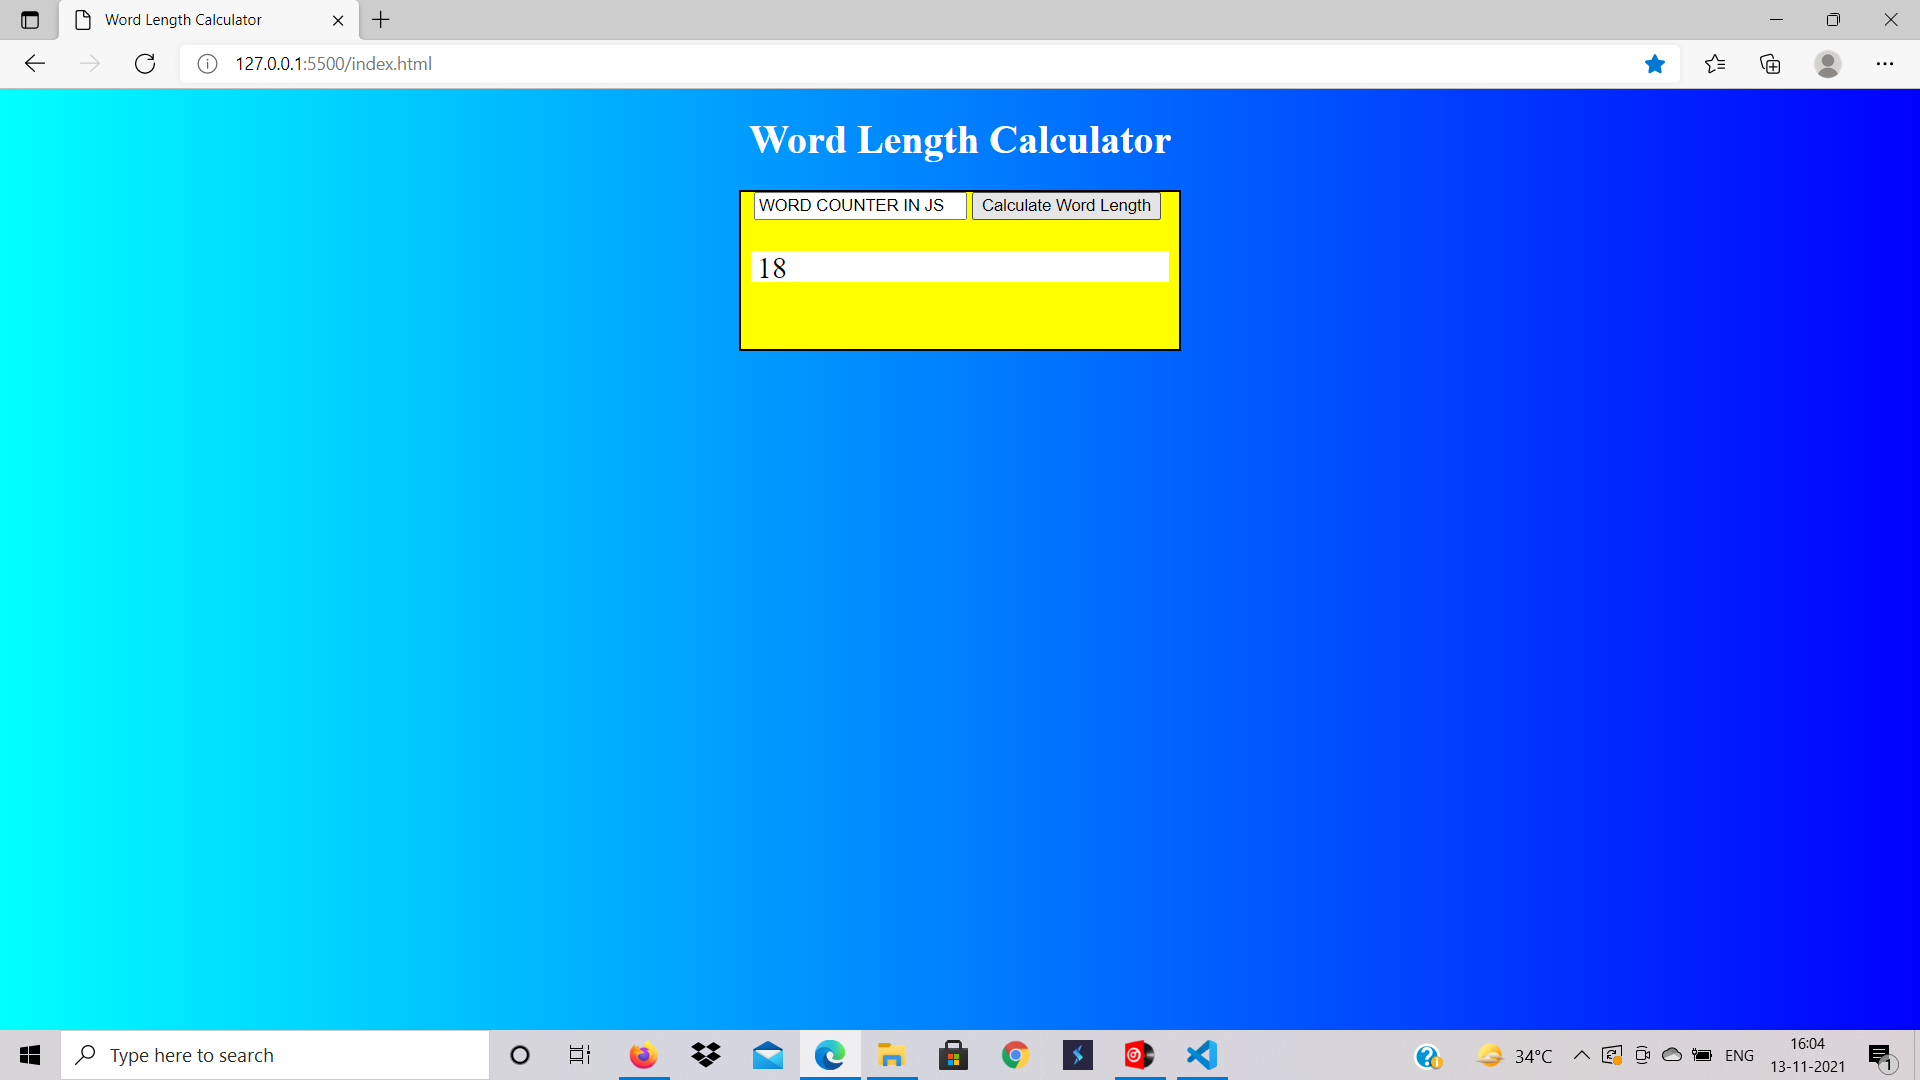 Word Length Calculator
127.0.0.1:5500/index.html
Word Length Calculator
WORD COUNTER IN JS Calculate Word Length
18
Type here to search
34°C ENG 16:04
13-11-2021
1